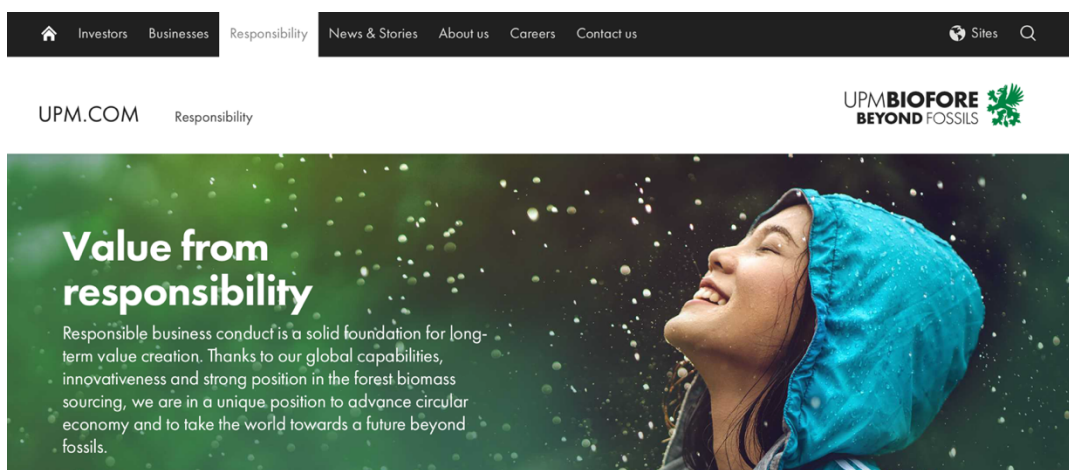 Investors Businesses Responsibility News & Stories About us Careers Contact us Sites
UPM.COM Responsibility
UPMBIOFORE
BEYOND FOSSILS
Value from
responsibility
Responsible business conduct is a solid foundation for long-
term value creation. Thanks to our global capabilities,
innovativeness and strong position in the forest biomass
sourcing, we are in a unique position to advance circular
economy and to take the world towards a future beyond
fossils.